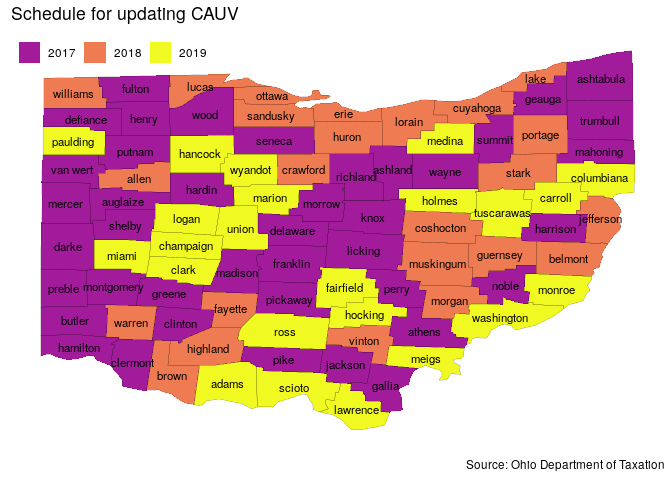 Schedule for updating CAUV
2017 2018 2019
williams fulton lucas ottawa lake ashtabula
defiance henry wood sandusky erie lorain cuyahoga geauga trumbull
paulding putnam hancock seneca huron medina summit portage mahoning
van wert allen hardin wyandot crawford richland ashland wayne stark columbiana
mercer auglaize logan marion morrow knox holmes tuscarawas carroll jefferson
darke shelby champaign union delaware licking coshocton guernsey harrison belmont
miami clark madison franklin muskingum noble monroe
preble montgomery greene fayette pickaway fairfield perry morgan washington
butler warren clinton ross hocking athens
hamilton clermont highland pike vinton meigs
brown adams scioto jackson gallia
lawrence
Source: Ohio Department of Taxation